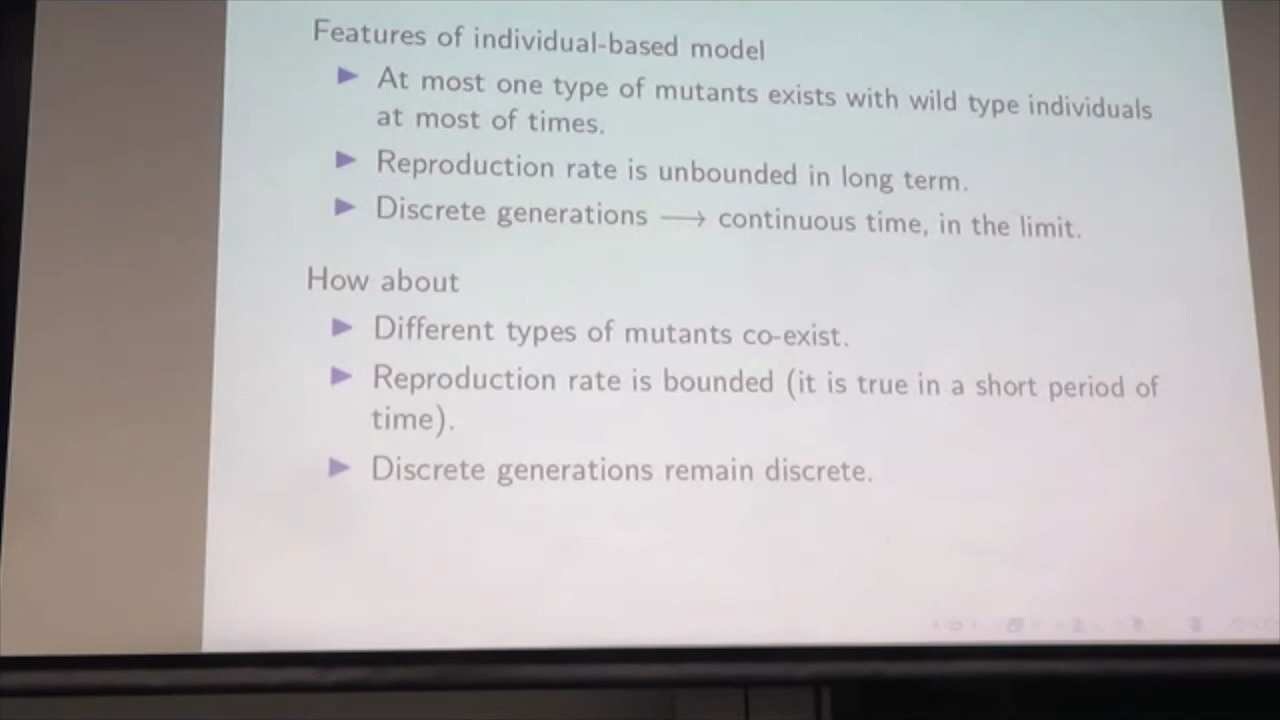 Features of individual-based model
▶ At most one type of mutants exists with wild type individuals
at most of times.
▶ Reproduction rate is unbounded in long term.
▶ Discrete generations ⟶ continuous time, in the limit.
How about
▶ Different types of mutants co-exist.
▶ Reproduction rate is bounded (it is true in a short period of
time).
▶ Discrete generations remain discrete.